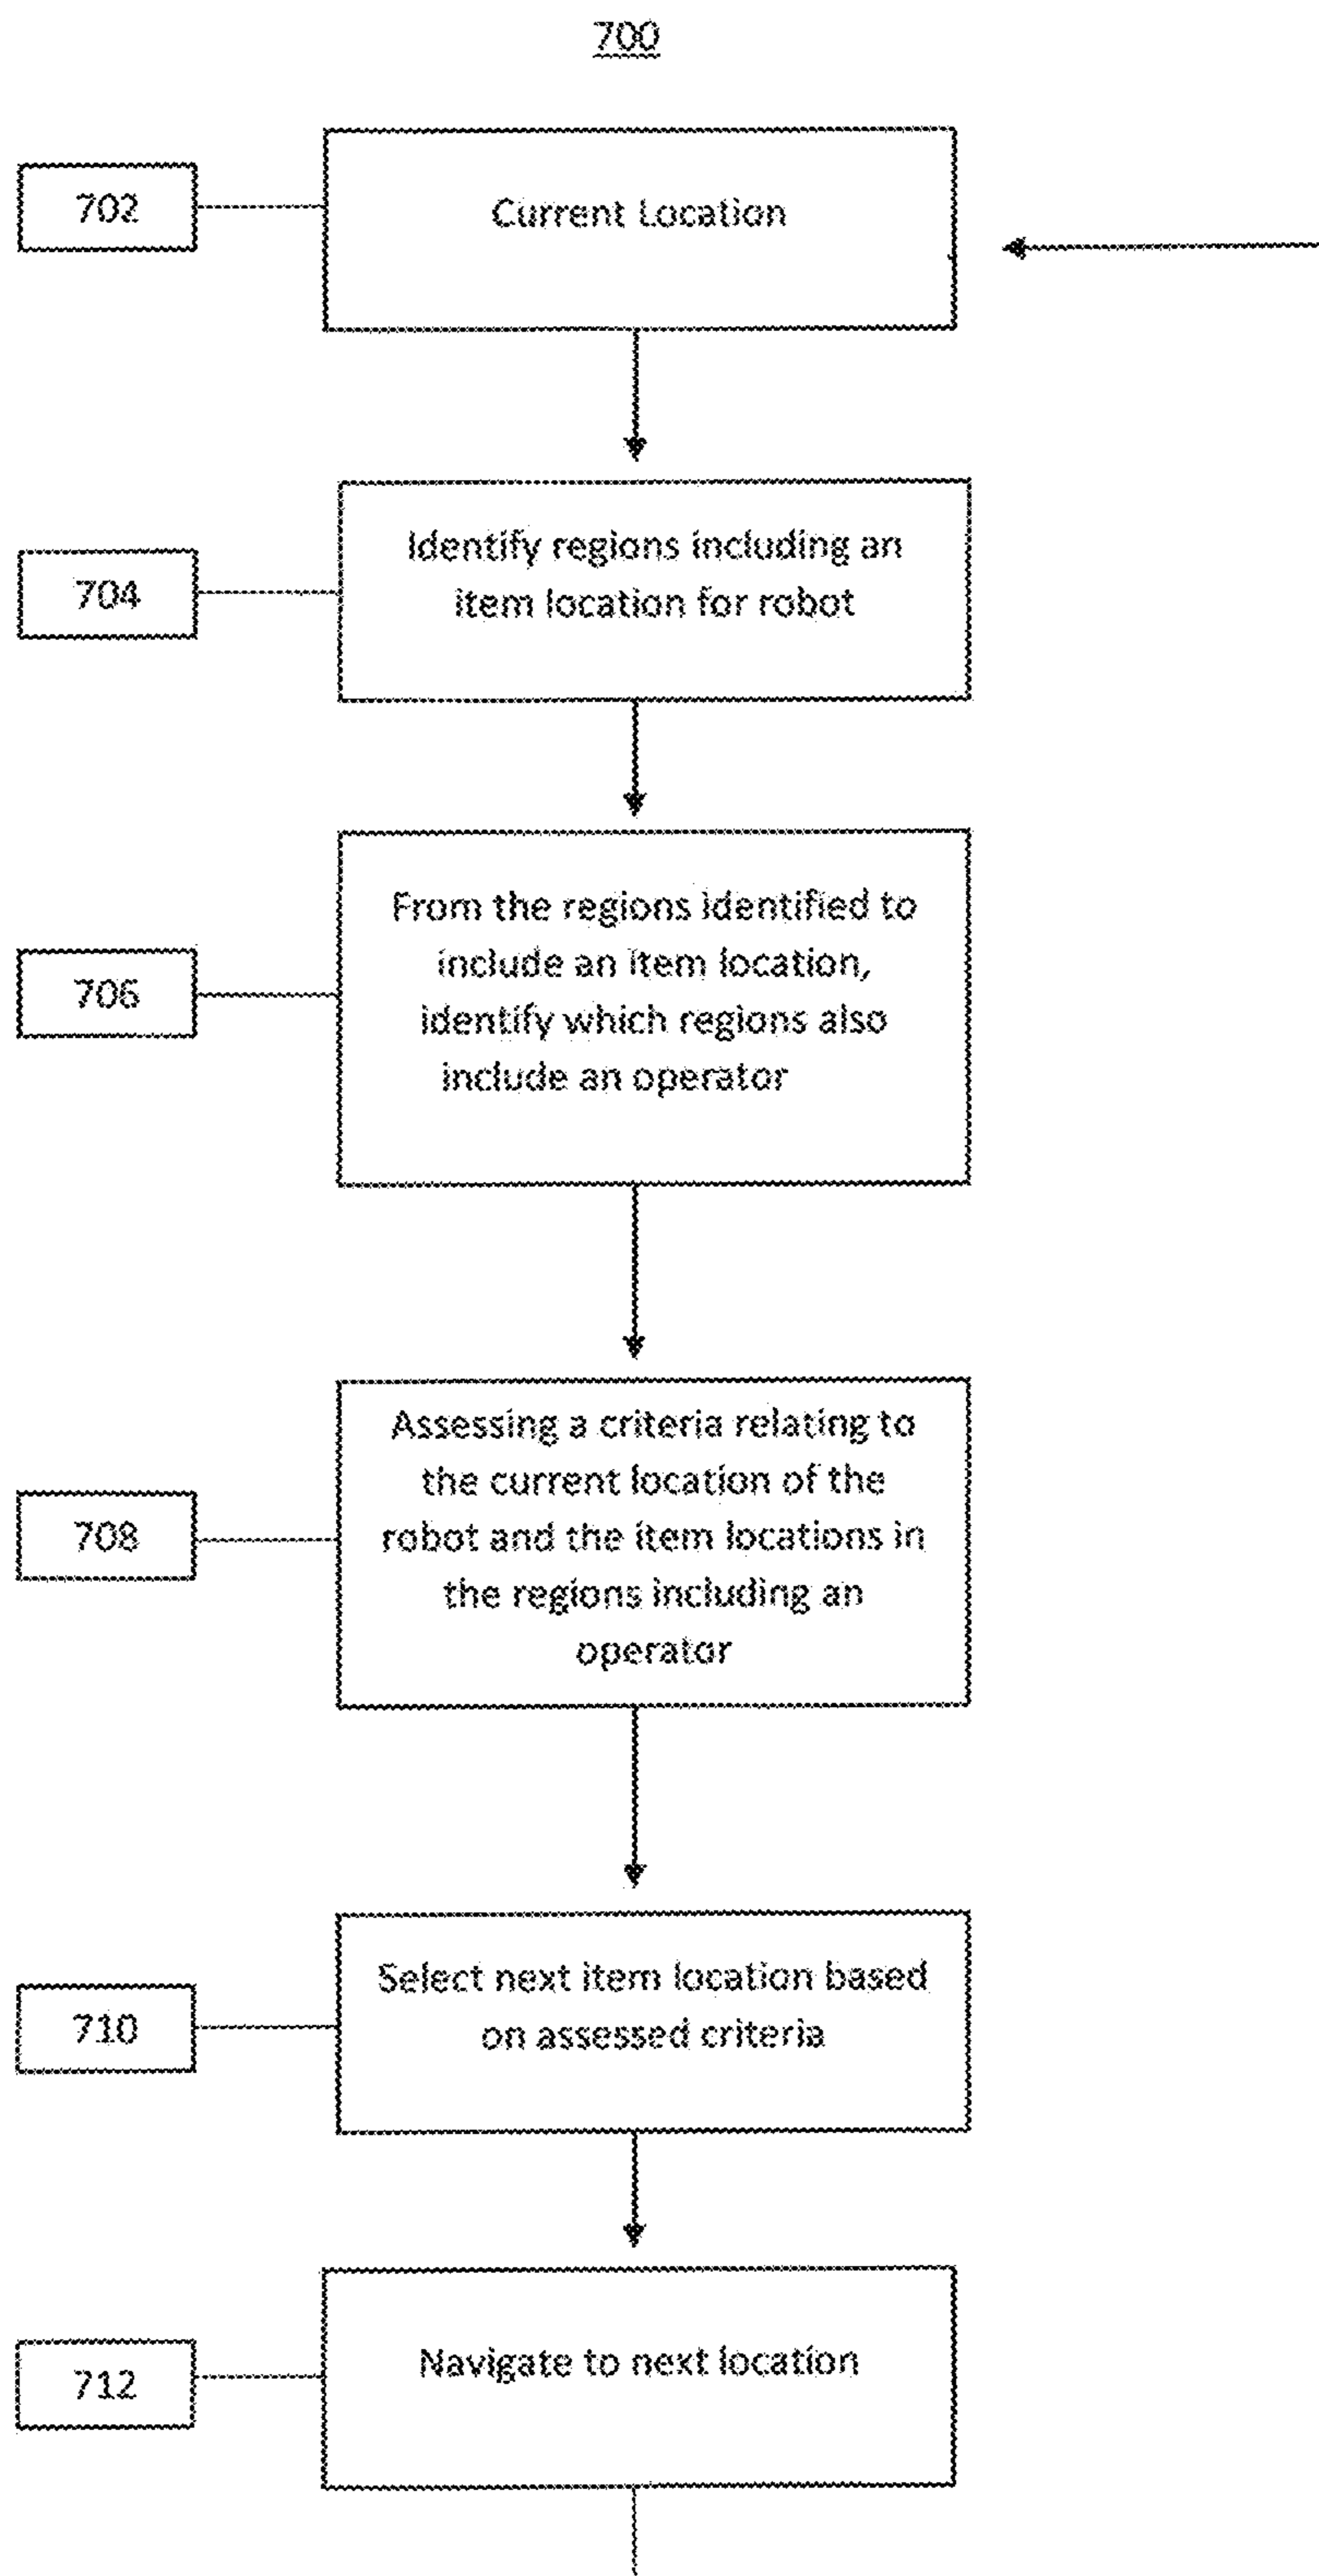 700
702
Current Location
704
Identify regions including an
item location for robot
706
From the regions identified to
include an item location,
identify which regions also
include an operator
708
Assessing a criteria relating to
the current location of the
robot and the item locations in
the regions including an
operator
710
Select next item location based
on assessed criteria
712
Navigate to next location